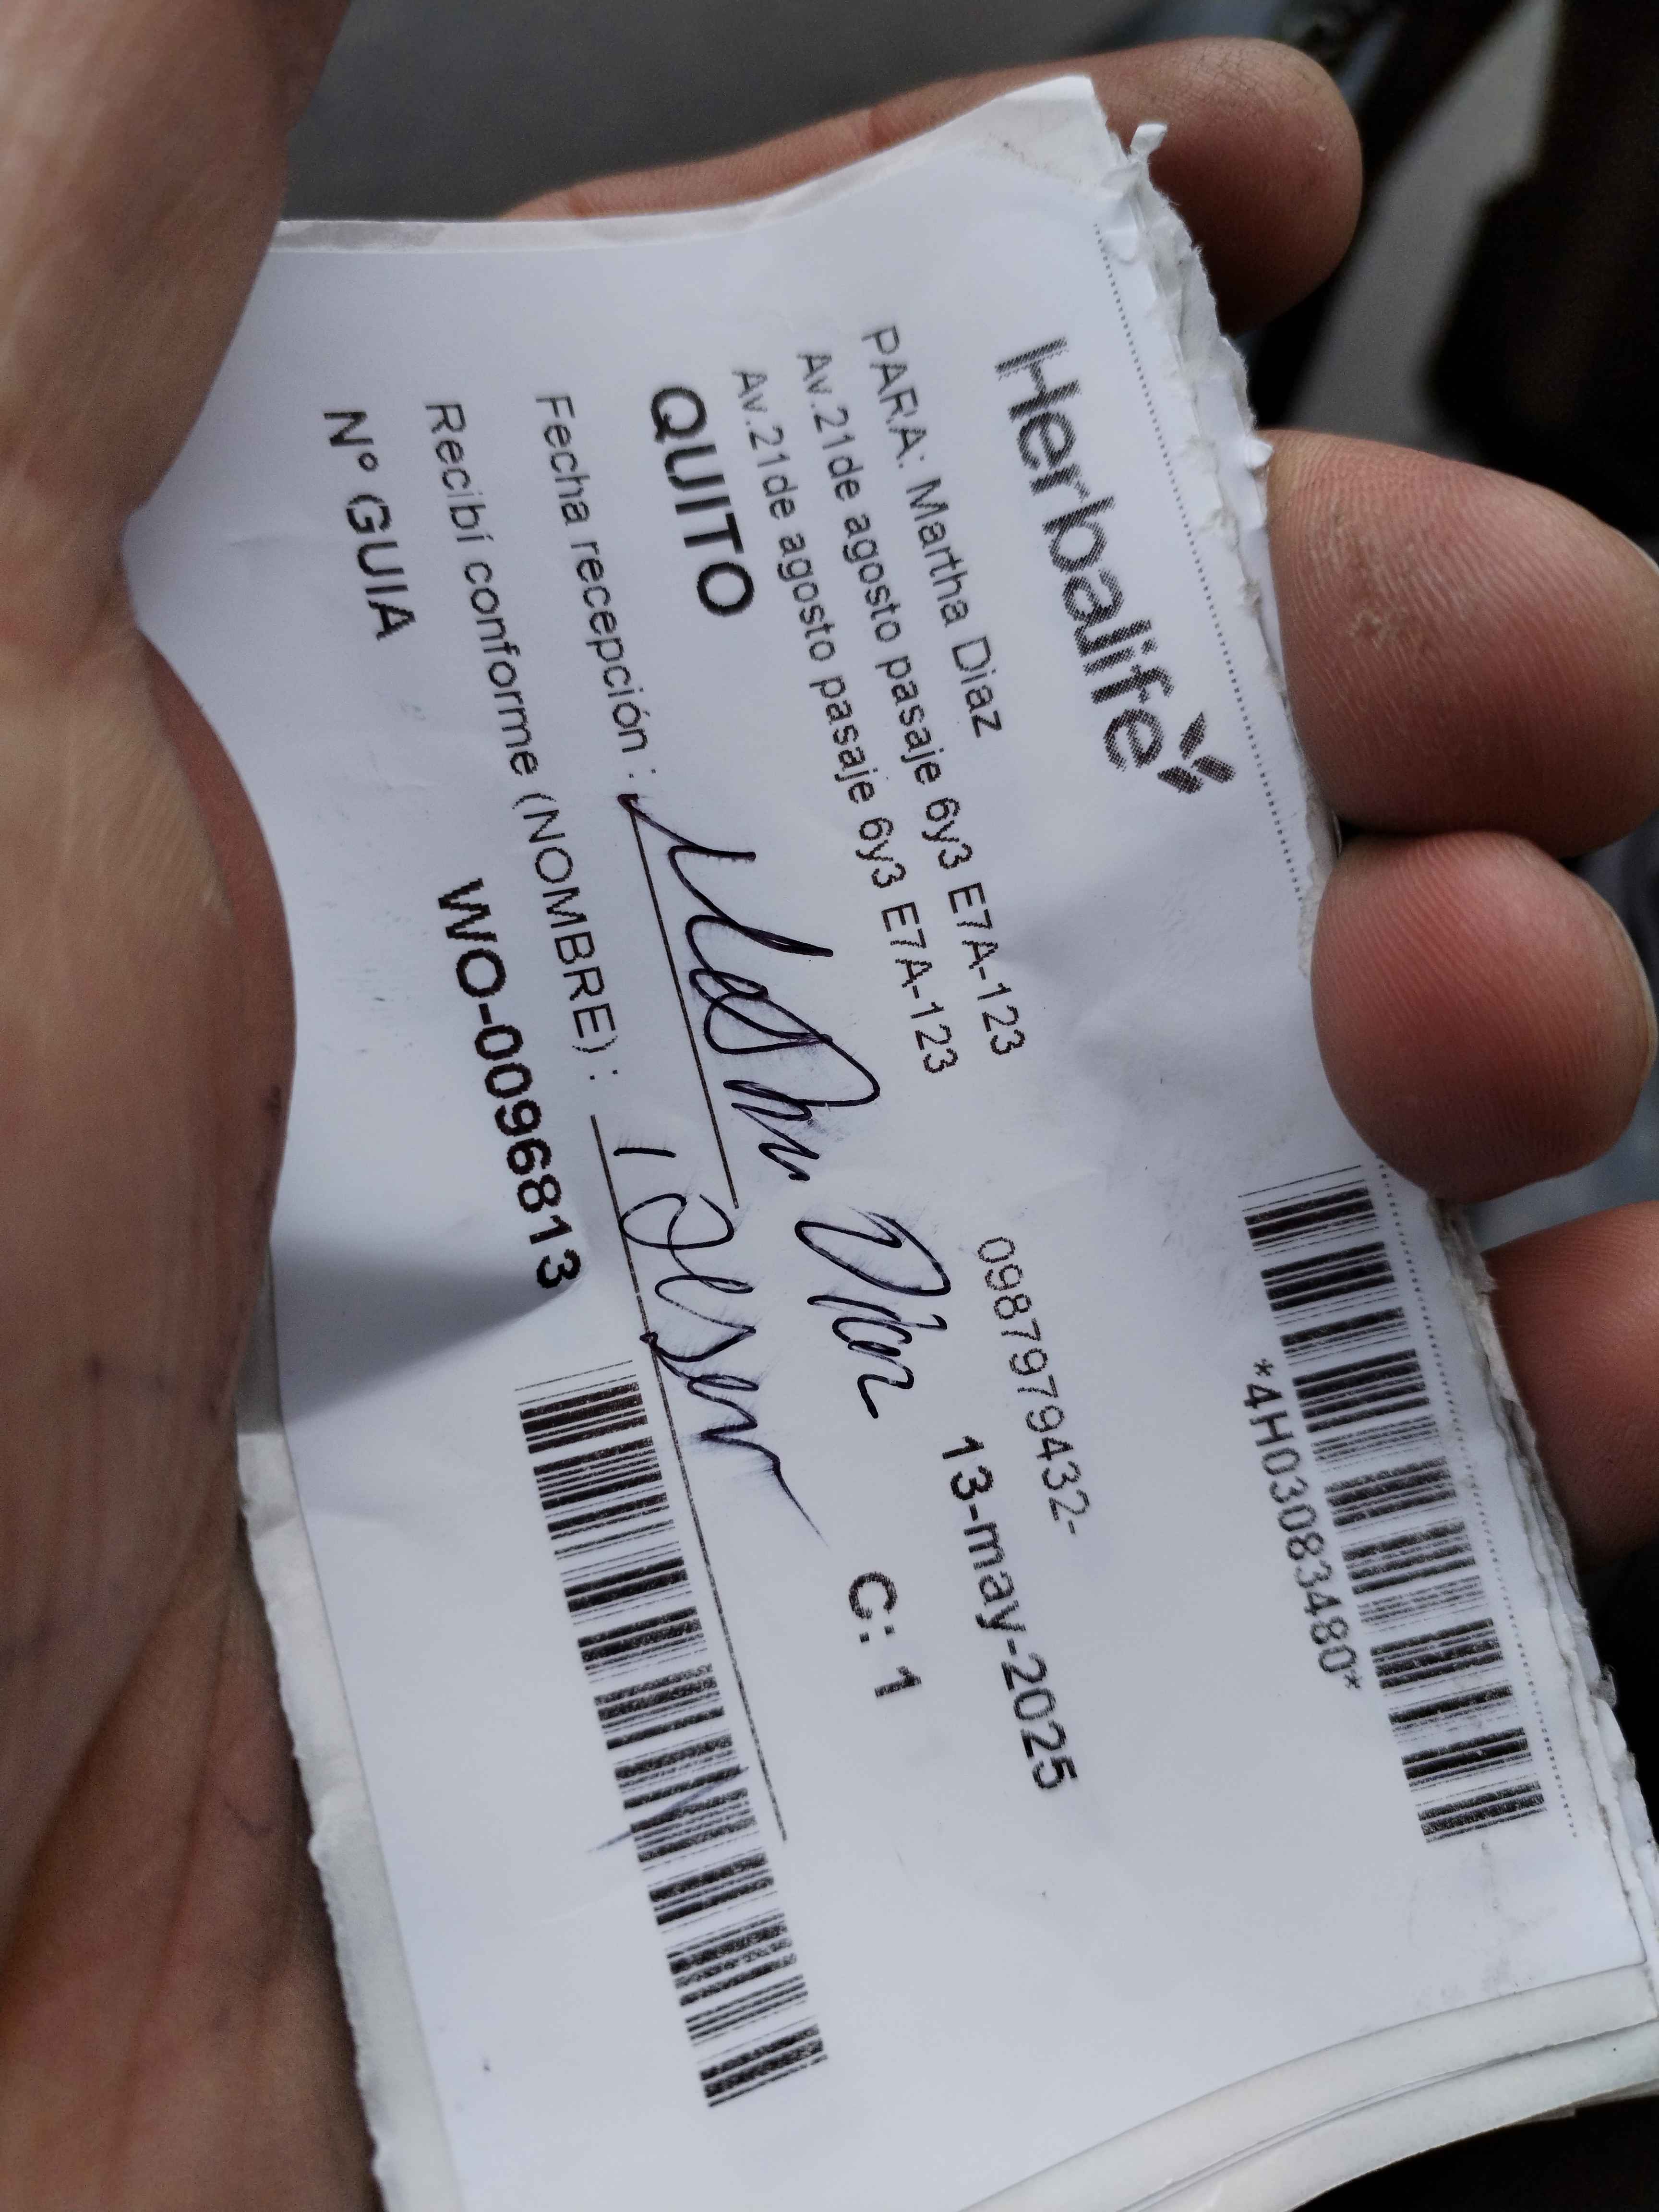 Herbalife
*4H03083480*
PARA: Martha Diaz
Av.21de agosto pasaje 6y3 E7A-123 0987979432-
Av.21de agosto pasaje 6y3 E7A-123
QUITO 13-may-2025
Diaz C: 1
Fecha recepción :
Recibí conforme (NOMBRE) :
Nº GUIA WO-0096813